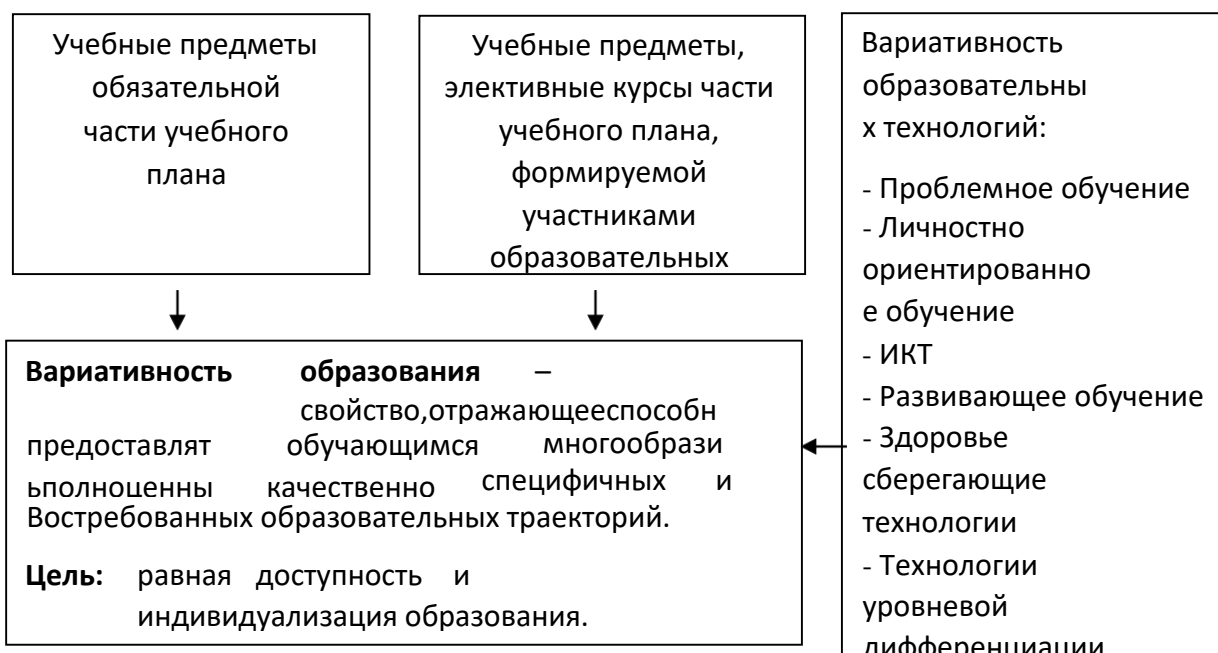 Учебные предметы
обязательной
части учебного
плана
Учебные предметы,
элективные курсы части
учебного плана,
формируемой
участниками
образовательных
Вариативность
образовательны
х технологий:
- Проблемное обучение
- Личностно
ориентированно
е обучение
- ИКТ
- Развивающее обучение
- Здоровье
сберегающие
технологии
- Технологии
уровневой
дифференциации
Вариативность образования –
свойство,отражающееспособн
предоставлят обучающимся многообрази
ьполноценны качественно специфичных и
Востребованных образовательных траекторий.
Цель: равная доступность и
индивидуализация образования.